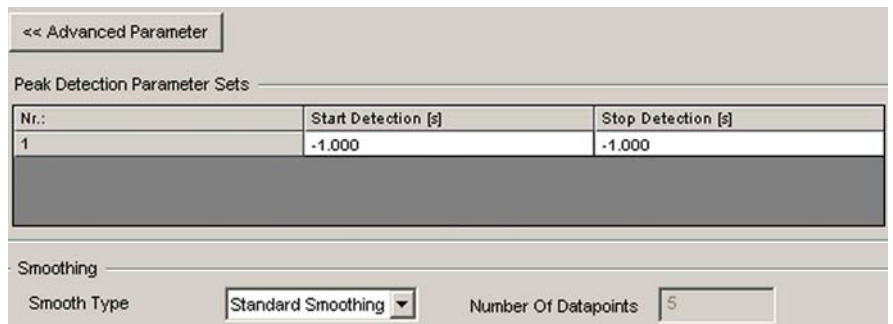 << Advanced Parameter
Peak Detection Parameter Sets
Nr.: Start Detection [s] Stop Detection [s]
1 -1.000 -1.000
Smoothing
Smooth Type Standard Smoothing Number Of Datapoints 5